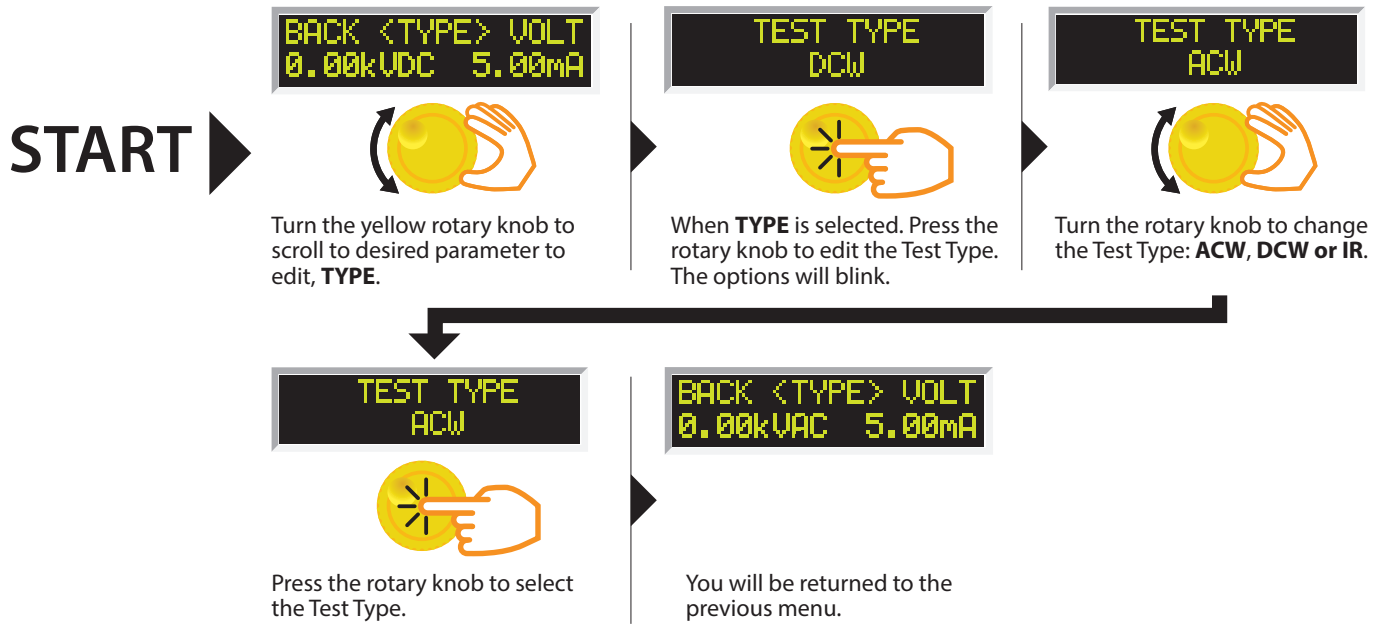 START
BACK <TYPE> VOLT
0.00kVDC 5.00mA
Turn the yellow rotary knob to
scroll to desired parameter to
edit, TYPE.
TEST TYPE
DCW
When TYPE is selected. Press the
rotary knob to edit the Test Type.
The options will blink.
TEST TYPE
ACW
Turn the rotary knob to change
the Test Type: ACW, DCW or IR.
TEST TYPE
ACW
Press the rotary knob to select
the Test Type.
BACK <TYPE> VOLT
0.00kVAC 5.00mA
You will be returned to the
previous menu.